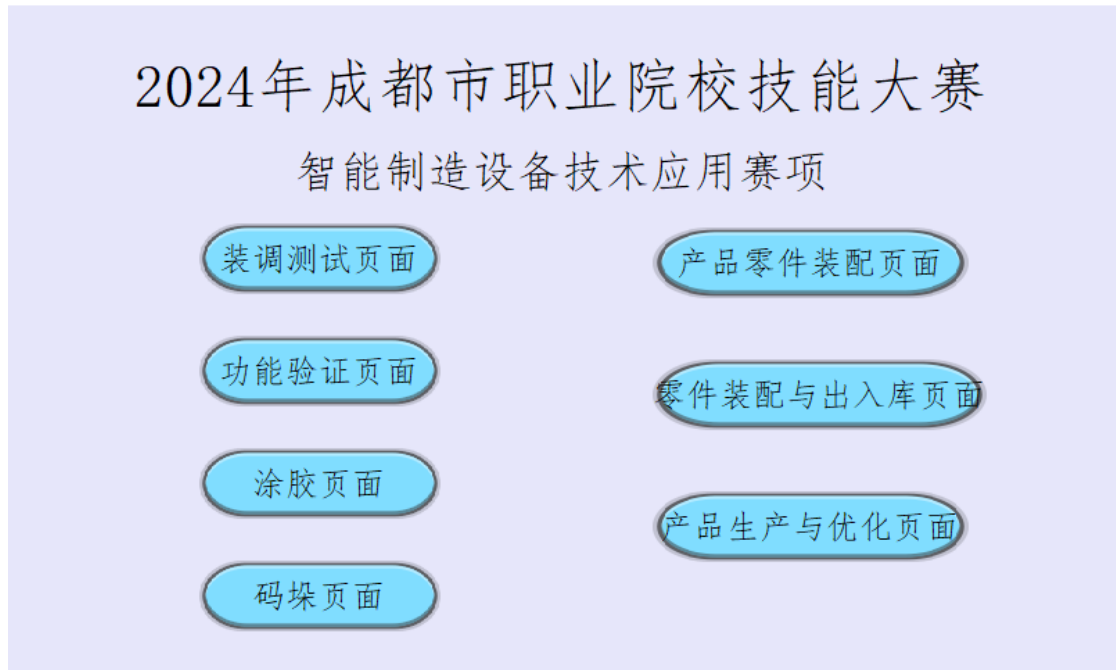 2024年成都市职业院校技能大赛
智能制造设备技术应用赛项
装调测试页面
产品零件装配页面
功能验证页面
零件装配与出入库页面
涂胶页面
产品生产与优化页面
码垛页面